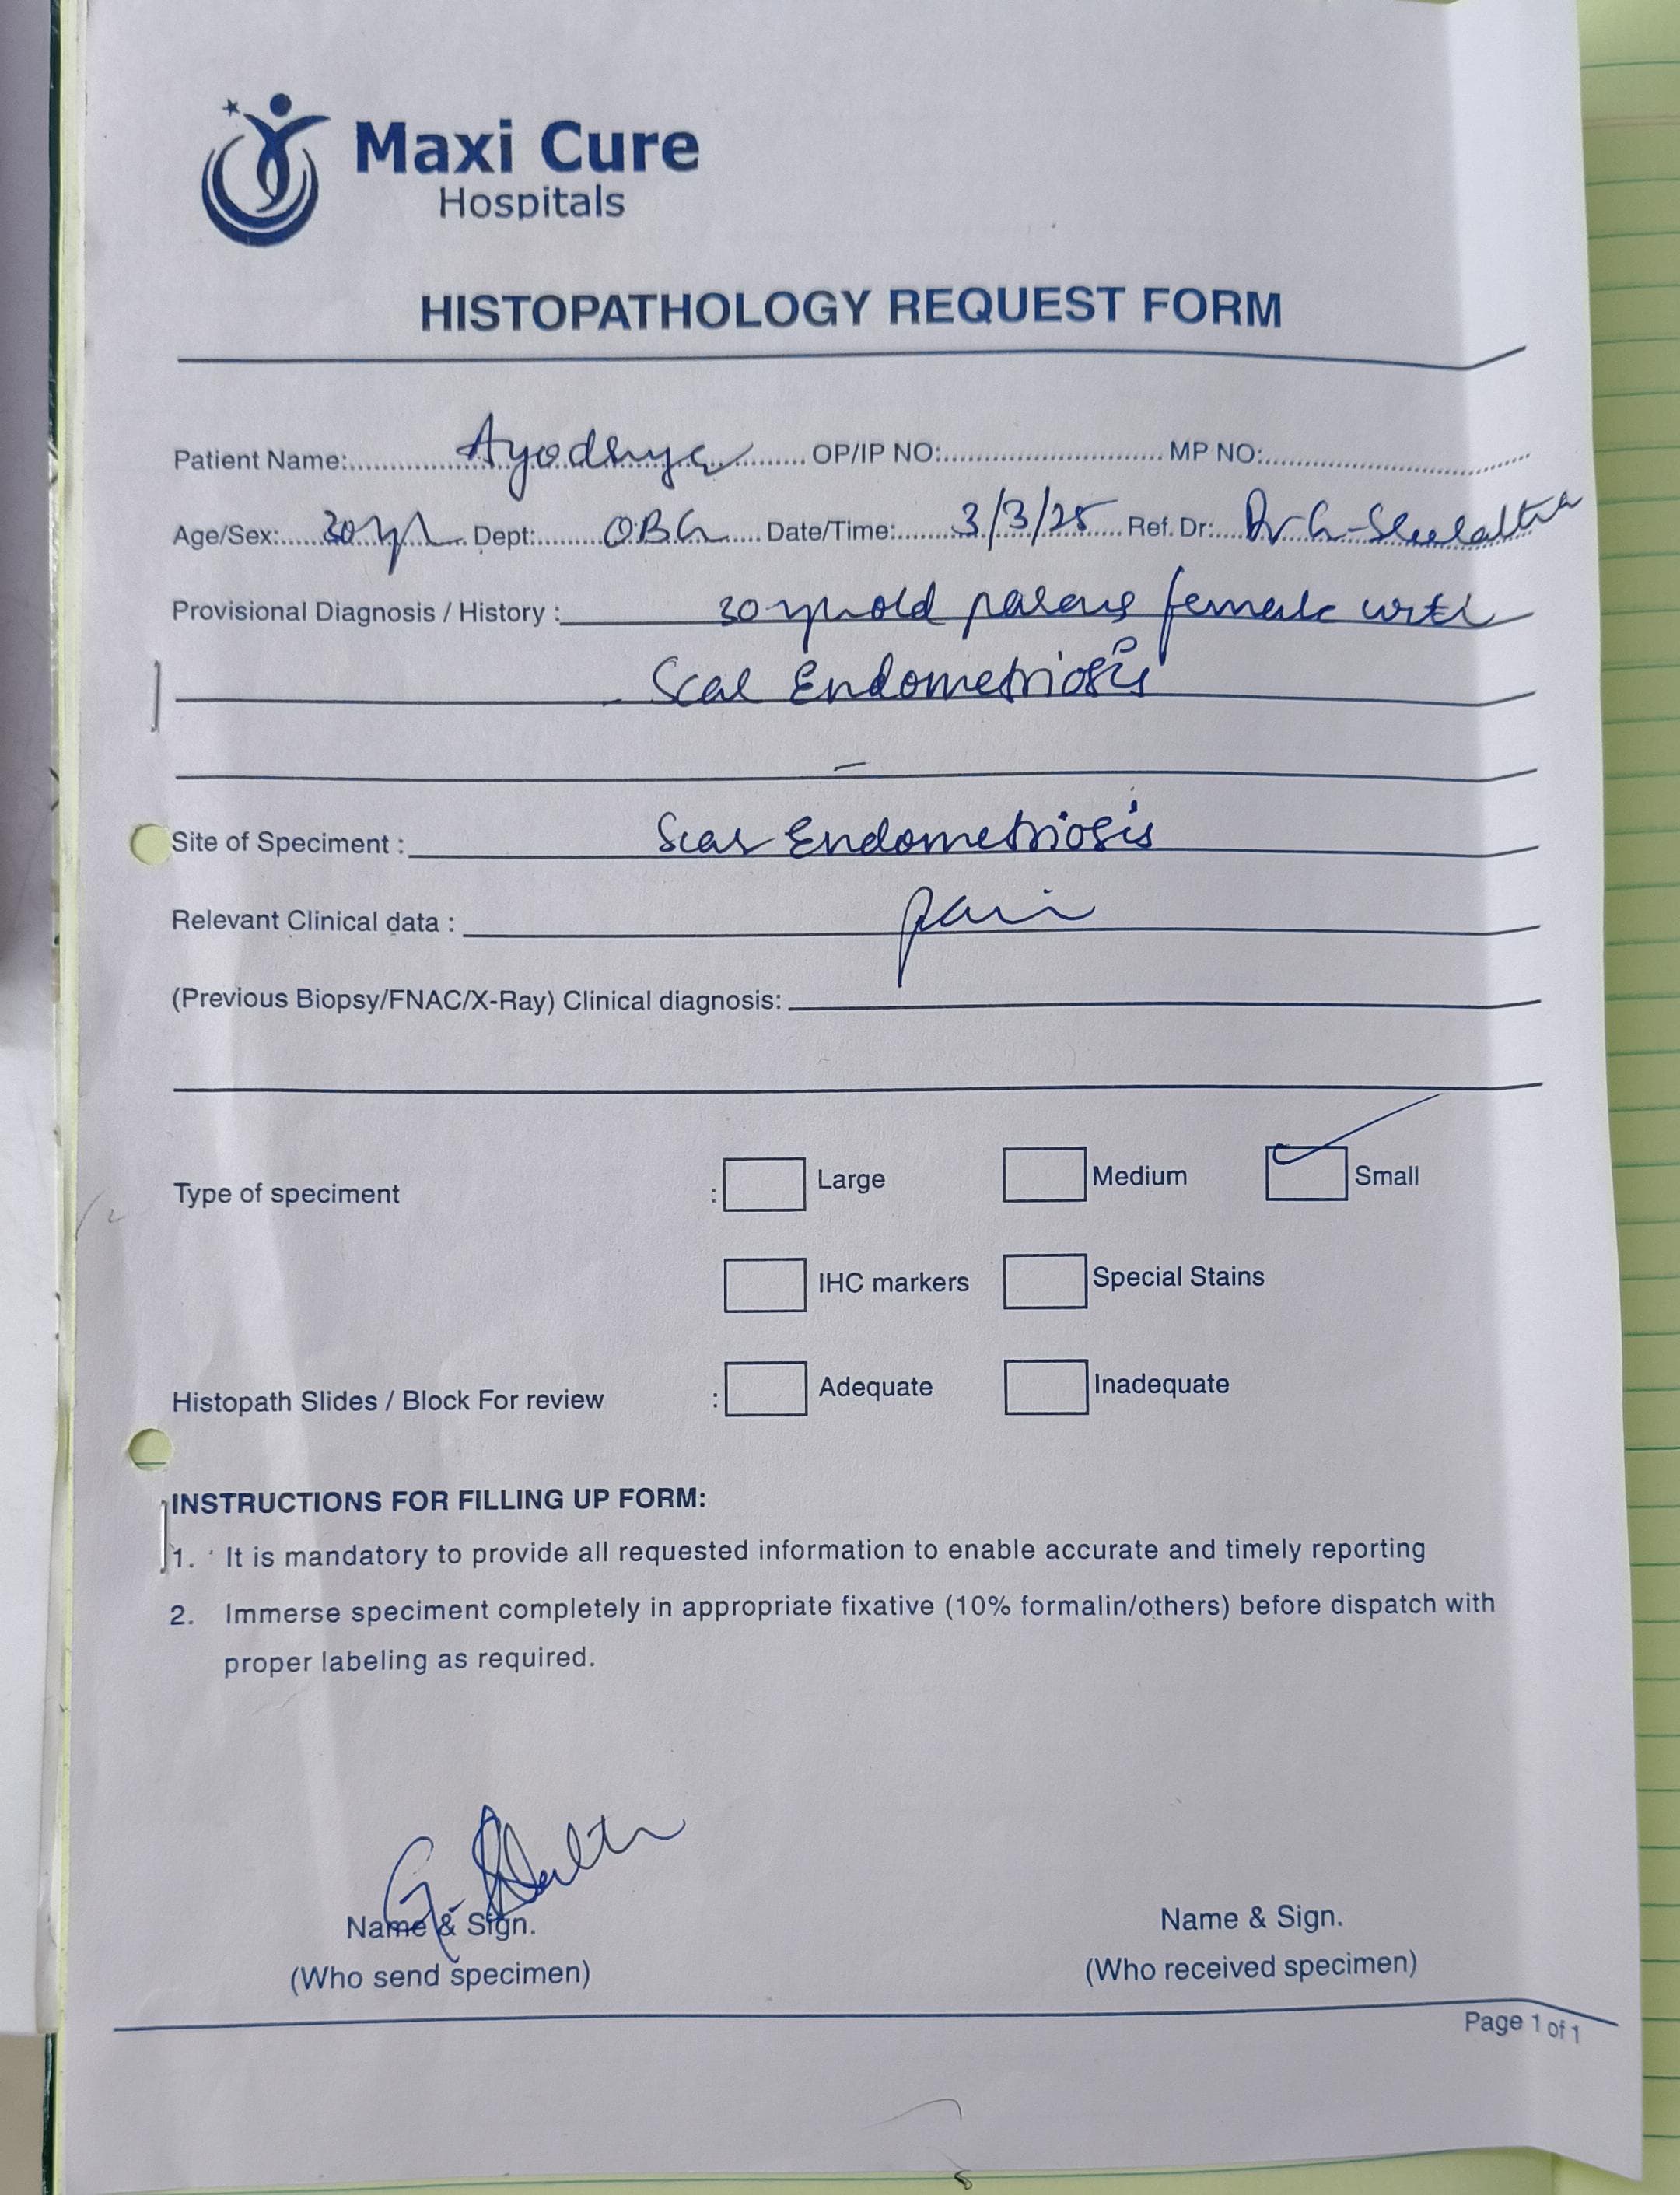 Maxi Cure
Hospitals
HISTOPATHOLOGY REQUEST FORM
Patient Name: Ayodhya OP/IP NO: MP NO:
Age/Sex: 30 Dept: OBG Date/Time: 3/3/25 Ref. Dr: Dr G.
Provisional Diagnosis / History : 30 old parous female with
Scar Endometriosis
Site of Speciment : Scar Endometriosis
Relevant Clinical data : pain
(Previous Biopsy/FNAC/X-Ray) Clinical diagnosis:
Type of speciment : Large Medium Small
IHC markers Special Stains
Histopath Slides / Block For review : Adequate Inadequate
INSTRUCTIONS FOR FILLING UP FORM:
1. It is mandatory to provide all requested information to enable accurate and timely reporting
2. Immerse speciment completely in appropriate fixative (10% formalin/others) before dispatch with
proper labeling as required.
Name & Sign. Name & Sign.
(Who send specimen) (Who received specimen)
Page 1 of 1